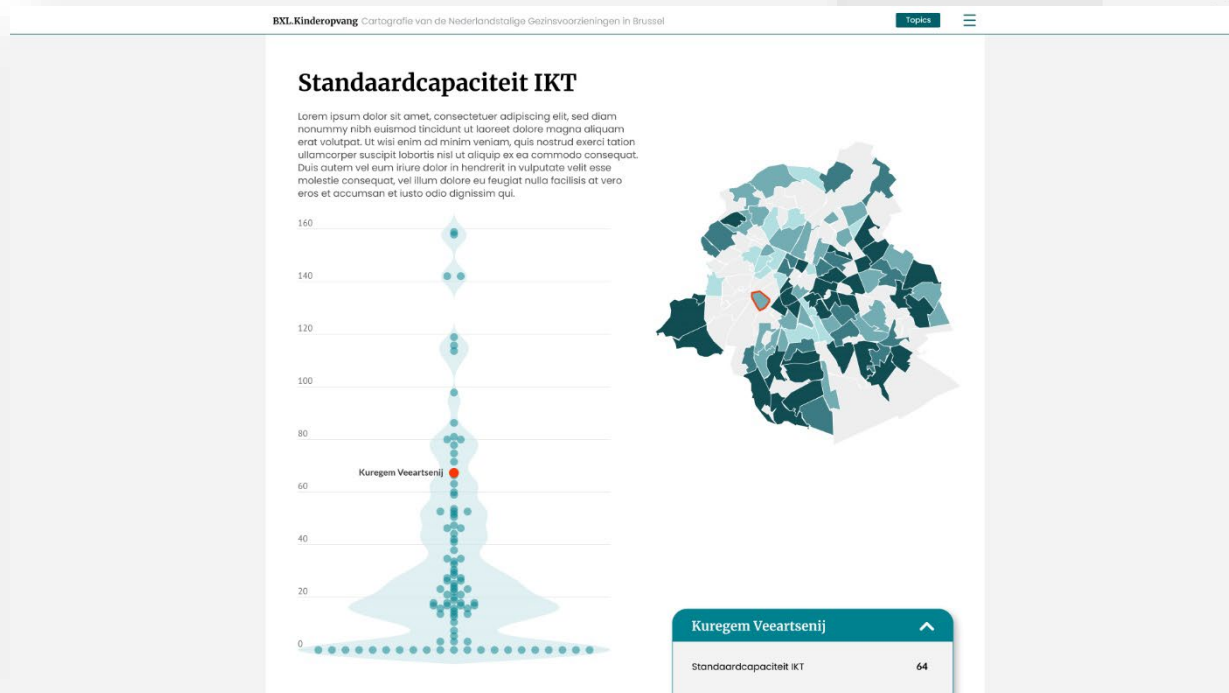 BXL.Kinderopvang Cartografie van de Nederlandstalige Gezinsvoorzieningen in Brussel
Topics
Standaardcapaciteit IKT
Lorem ipsum dolor sit amet, consectetuer adipiscing elit, sed diam
nonummy nibh euismod tincidunt ut laoreet dolore magna aliquam
erat volutpat. Ut wisi enim ad minim veniam, quis nostrud exerci tation
ullamcorper suscipit lobortis nisl ut aliquip ex ea commodo consequat.
Duis autem vel eum iriure dolor in hendrerit in vulputate velit esse
molestie consequat, vel illum dolore eu feugiat nulla facilisis at vero
eros et accumsan et iusto odio dignissim qui.
160
140
120
100
80
Kuregem Veeartsenij
60
40
20
0
Kuregem Veeartsenij
Standaardcapaciteit IKT 64